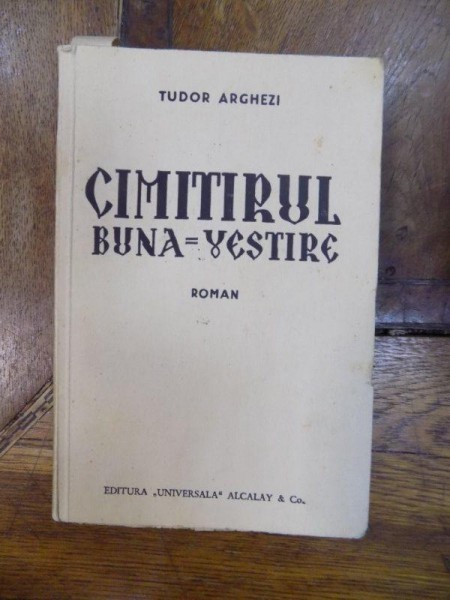 TUDOR ARGHEZI
CIMITIRUL
BUNA=VESTIRE
ROMAN
EDITURA „UNIVERSALA“ ALCALAY & Co.